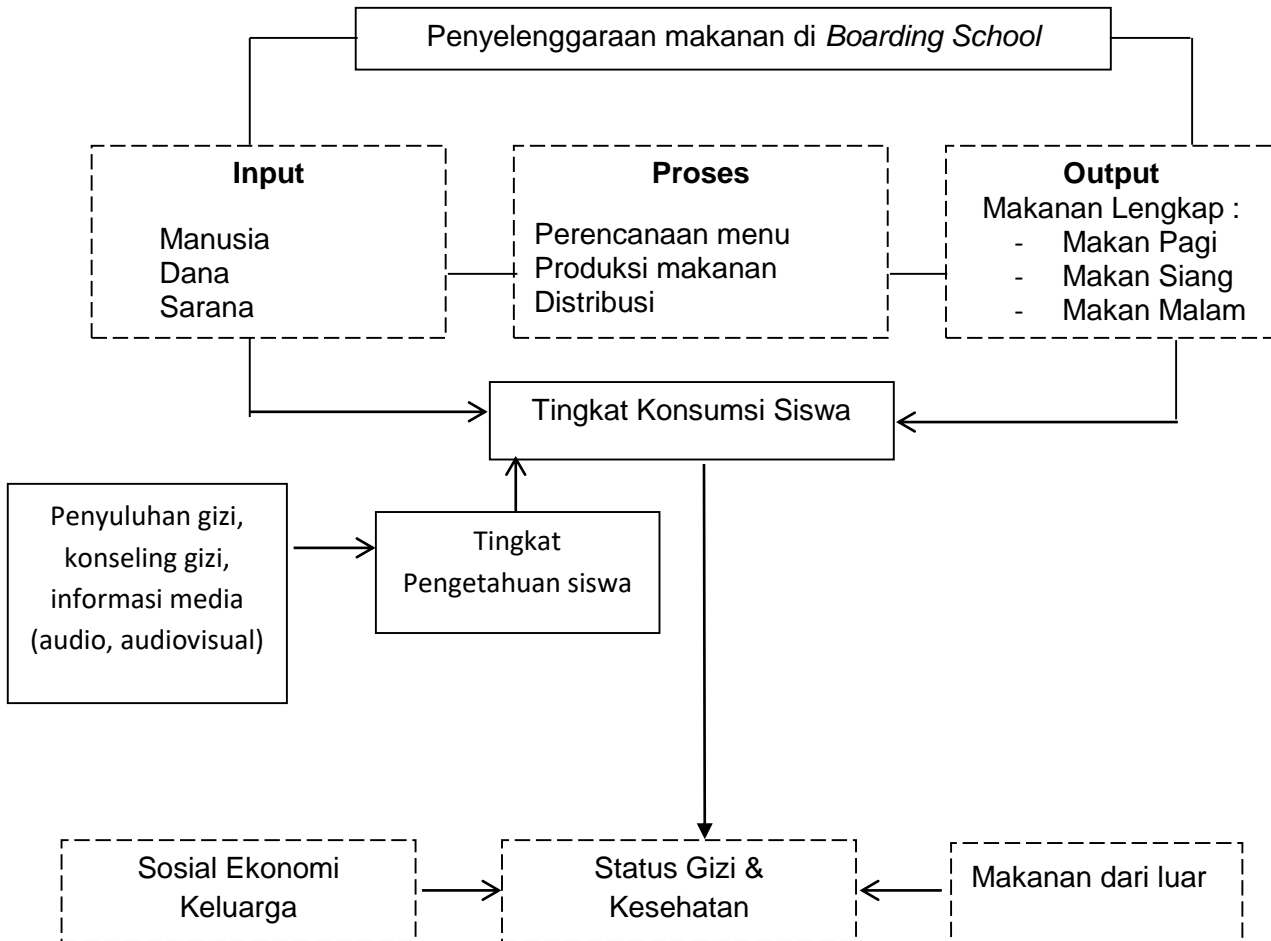 Penyelenggaraan makanan di Boarding School
Input
Manusia
Dana
Sarana
Proses
Perencanaan menu
Produksi makanan
Distribusi
Output
Makanan Lengkap :
- Makan Pagi
- Makan Siang
- Makan Malam
Tingkat Konsumsi Siswa
Penyuluhan gizi,
konseling gizi,
informasi media
(audio, audiovisual)
Tingkat
Pengetahuan siswa
Sosial Ekonomi
Keluarga
Status Gizi &
Kesehatan
Makanan dari luar